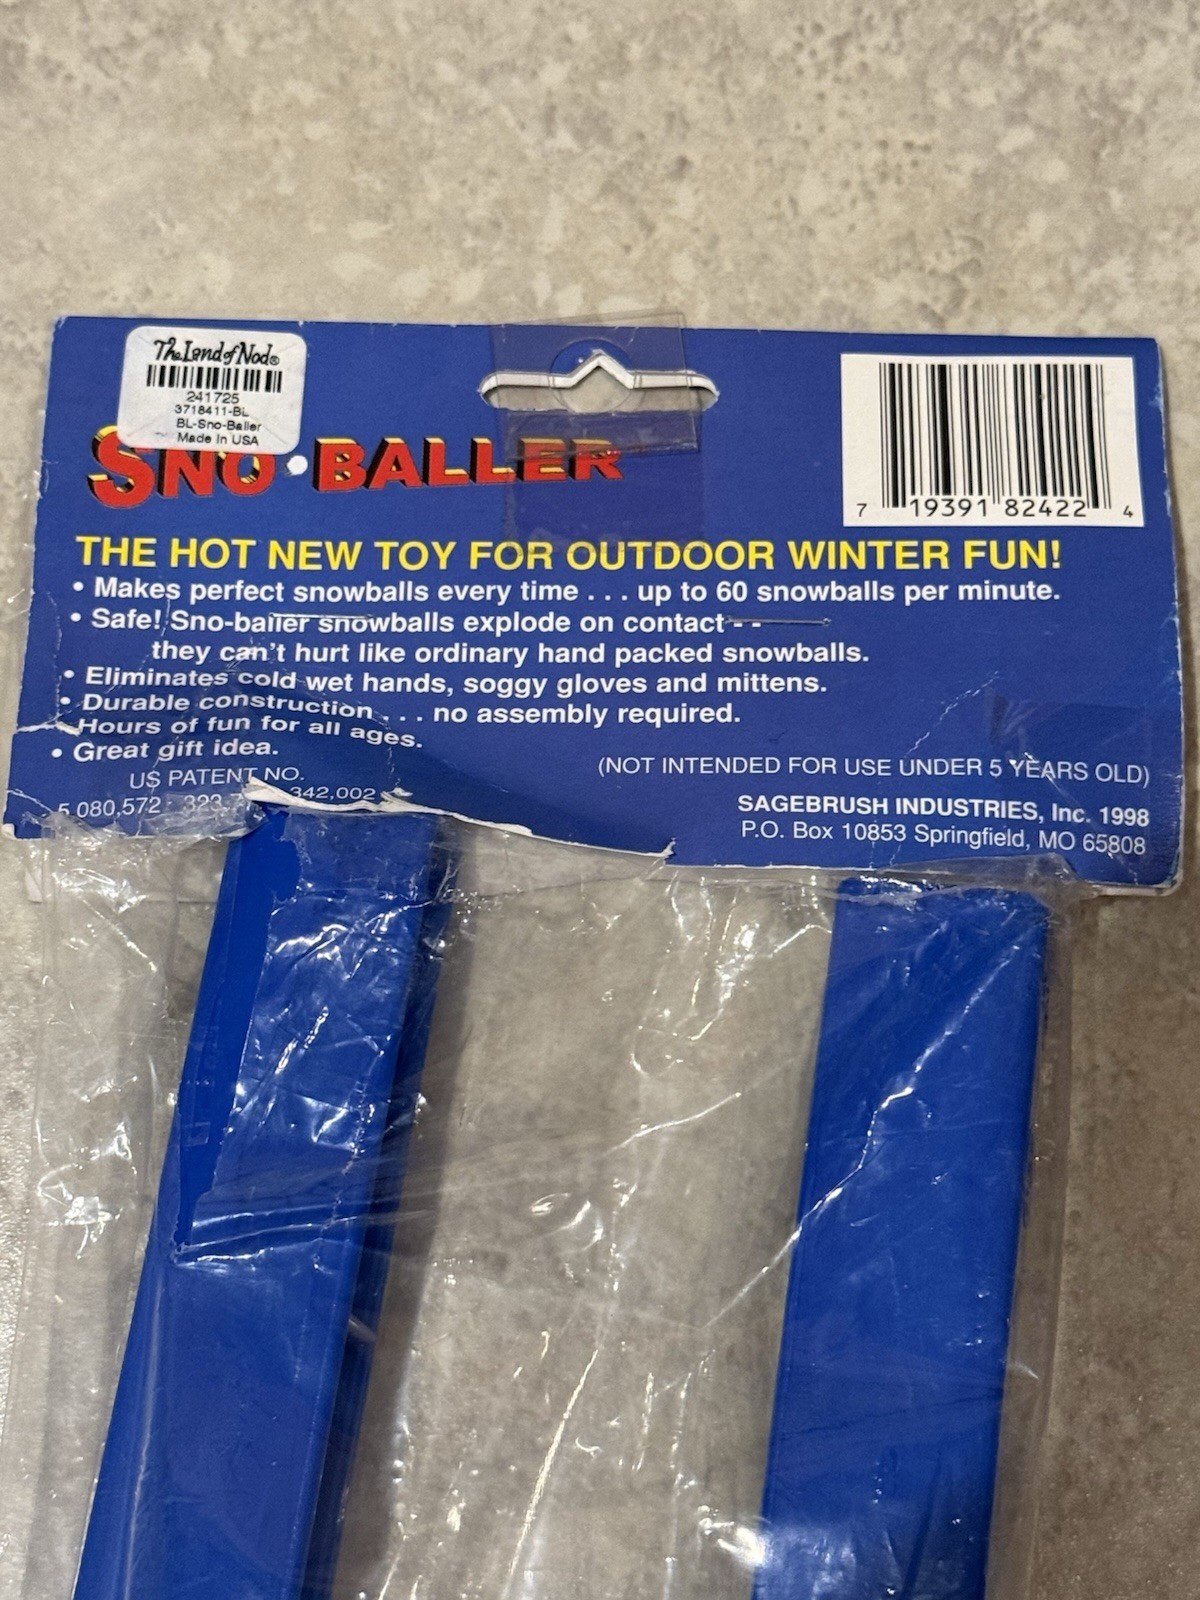 The Land of Nod®
241725
3718411-BL
BL-Sno-Baller
Made in USA
SNO•BALLER
7 19391 82422 4
THE HOT NEW TOY FOR OUTDOOR WINTER FUN!
• Makes perfect snowballs every time . . . up to 60 snowballs per minute.
• Safe! Sno-baller snowballs explode on contact - -
they can't hurt like ordinary hand packed snowballs.
• Eliminates cold wet hands, soggy gloves and mittens.
• Durable construction . . . no assembly required.
Hours of fun for all ages.
• Great gift idea.
US PATENT NO.
5,080,572 342,002
(NOT INTENDED FOR USE UNDER 5 YEARS OLD)
SAGEBRUSH INDUSTRIES, Inc. 1998
P.O. Box 10853 Springfield, MO 65808